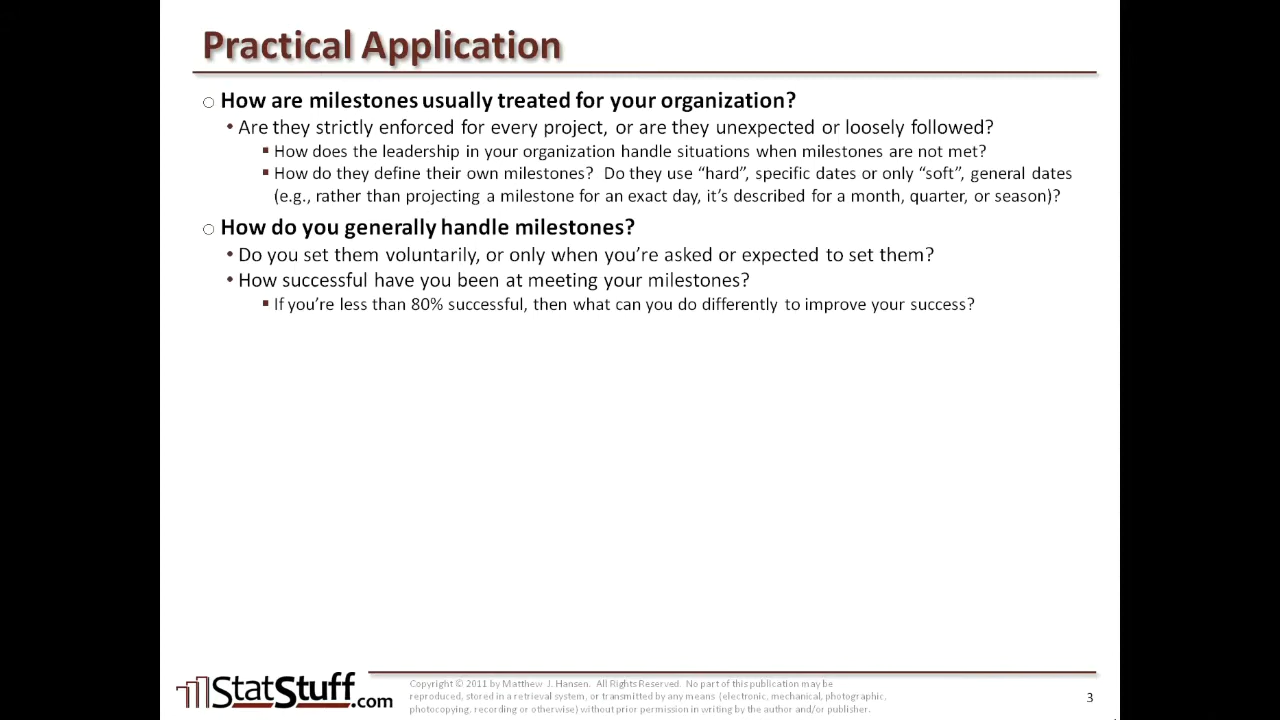 Practical Application
○ How are milestones usually treated for your organization?
• Are they strictly enforced for every project, or are they unexpected or loosely followed?
▪ How does the leadership in your organization handle situations when milestones are not met?
▪ How do they define their own milestones?  Do they use “hard”, specific dates or only “soft”, general dates
(e.g., rather than projecting a milestone for an exact day, it’s described for a month, quarter, or season)?
○ How do you generally handle milestones?
• Do you set them voluntarily, or only when you’re asked or expected to set them?
• How successful have you been at meeting your milestones?
▪ If you’re less than 80% successful, then what can you do differently to improve your success?
StatStuff.com
Copyright © 2011 by Matthew J. Hansen.  All Rights Reserved.  No part of this publication may be
reproduced, stored in a retrieval system, or transmitted by any means (electronic, mechanical, photographic,
photocopying, recording or otherwise) without prior permission in writing by the author and/or publisher.
3